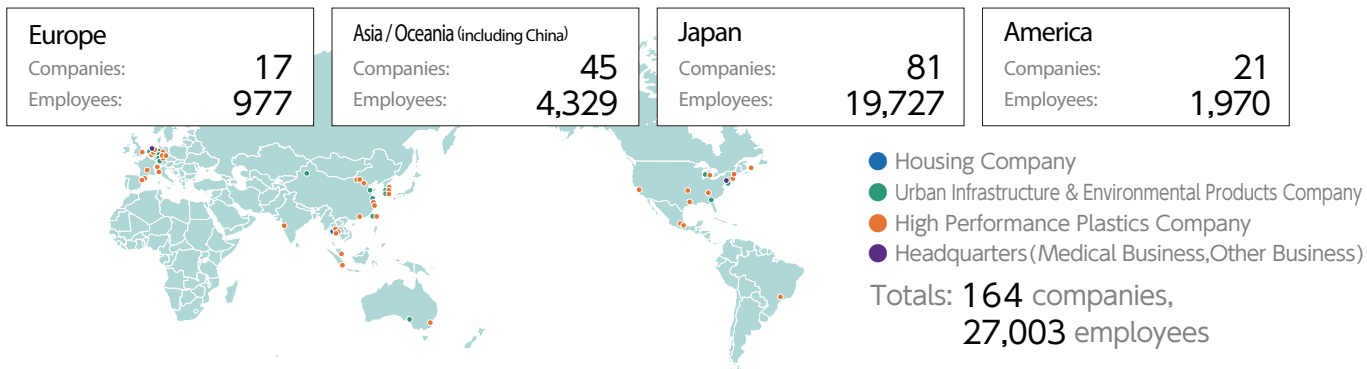 Europe
Companies: 17
Employees: 977
Asia / Oceania (including China)
Companies: 45
Employees: 4,329
Japan
Companies: 81
Employees: 19,727
America
Companies: 21
Employees: 1,970
Housing Company
Urban Infrastructure & Environmental Products Company
High Performance Plastics Company
Headquarters(Medical Business,Other Business)
Totals: 164 companies,
27,003 employees